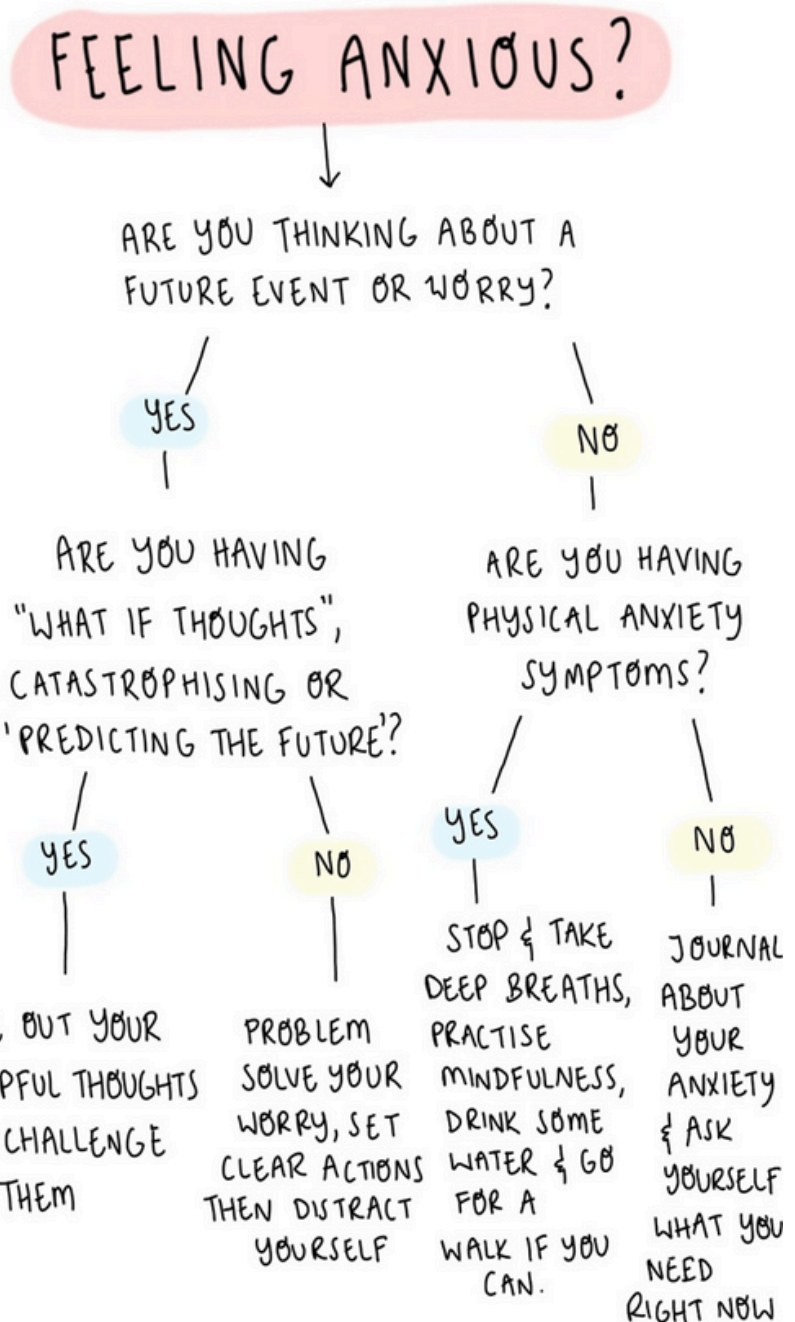 FEELING ANXIOUS?
ARE YOU THINKING ABOUT A
FUTURE EVENT OR WORRY?
YES
NO
ARE YOU HAVING
"WHAT IF THOUGHTS",
CATASTROPHISING OR
'PREDICTING THE FUTURE'?
ARE YOU HAVING
PHYSICAL ANXIETY
SYMPTOMS?
YES
NO
YES
NO
OUT YOUR
PFUL THOUGHTS
CHALLENGE
THEM
PROBLEM
SOLVE YOUR
WORRY, SET
CLEAR ACTIONS
THEN DISTRACT
YOURSELF
STOP & TAKE
DEEP BREATHS,
PRACTISE
MINDFULNESS,
DRINK SOME
WATER & GO
FOR A
WALK IF YOU
CAN.
JOURNAL
ABOUT
YOUR
ANXIETY
& ASK
YOURSELF
WHAT YOU
NEED
RIGHT NOW